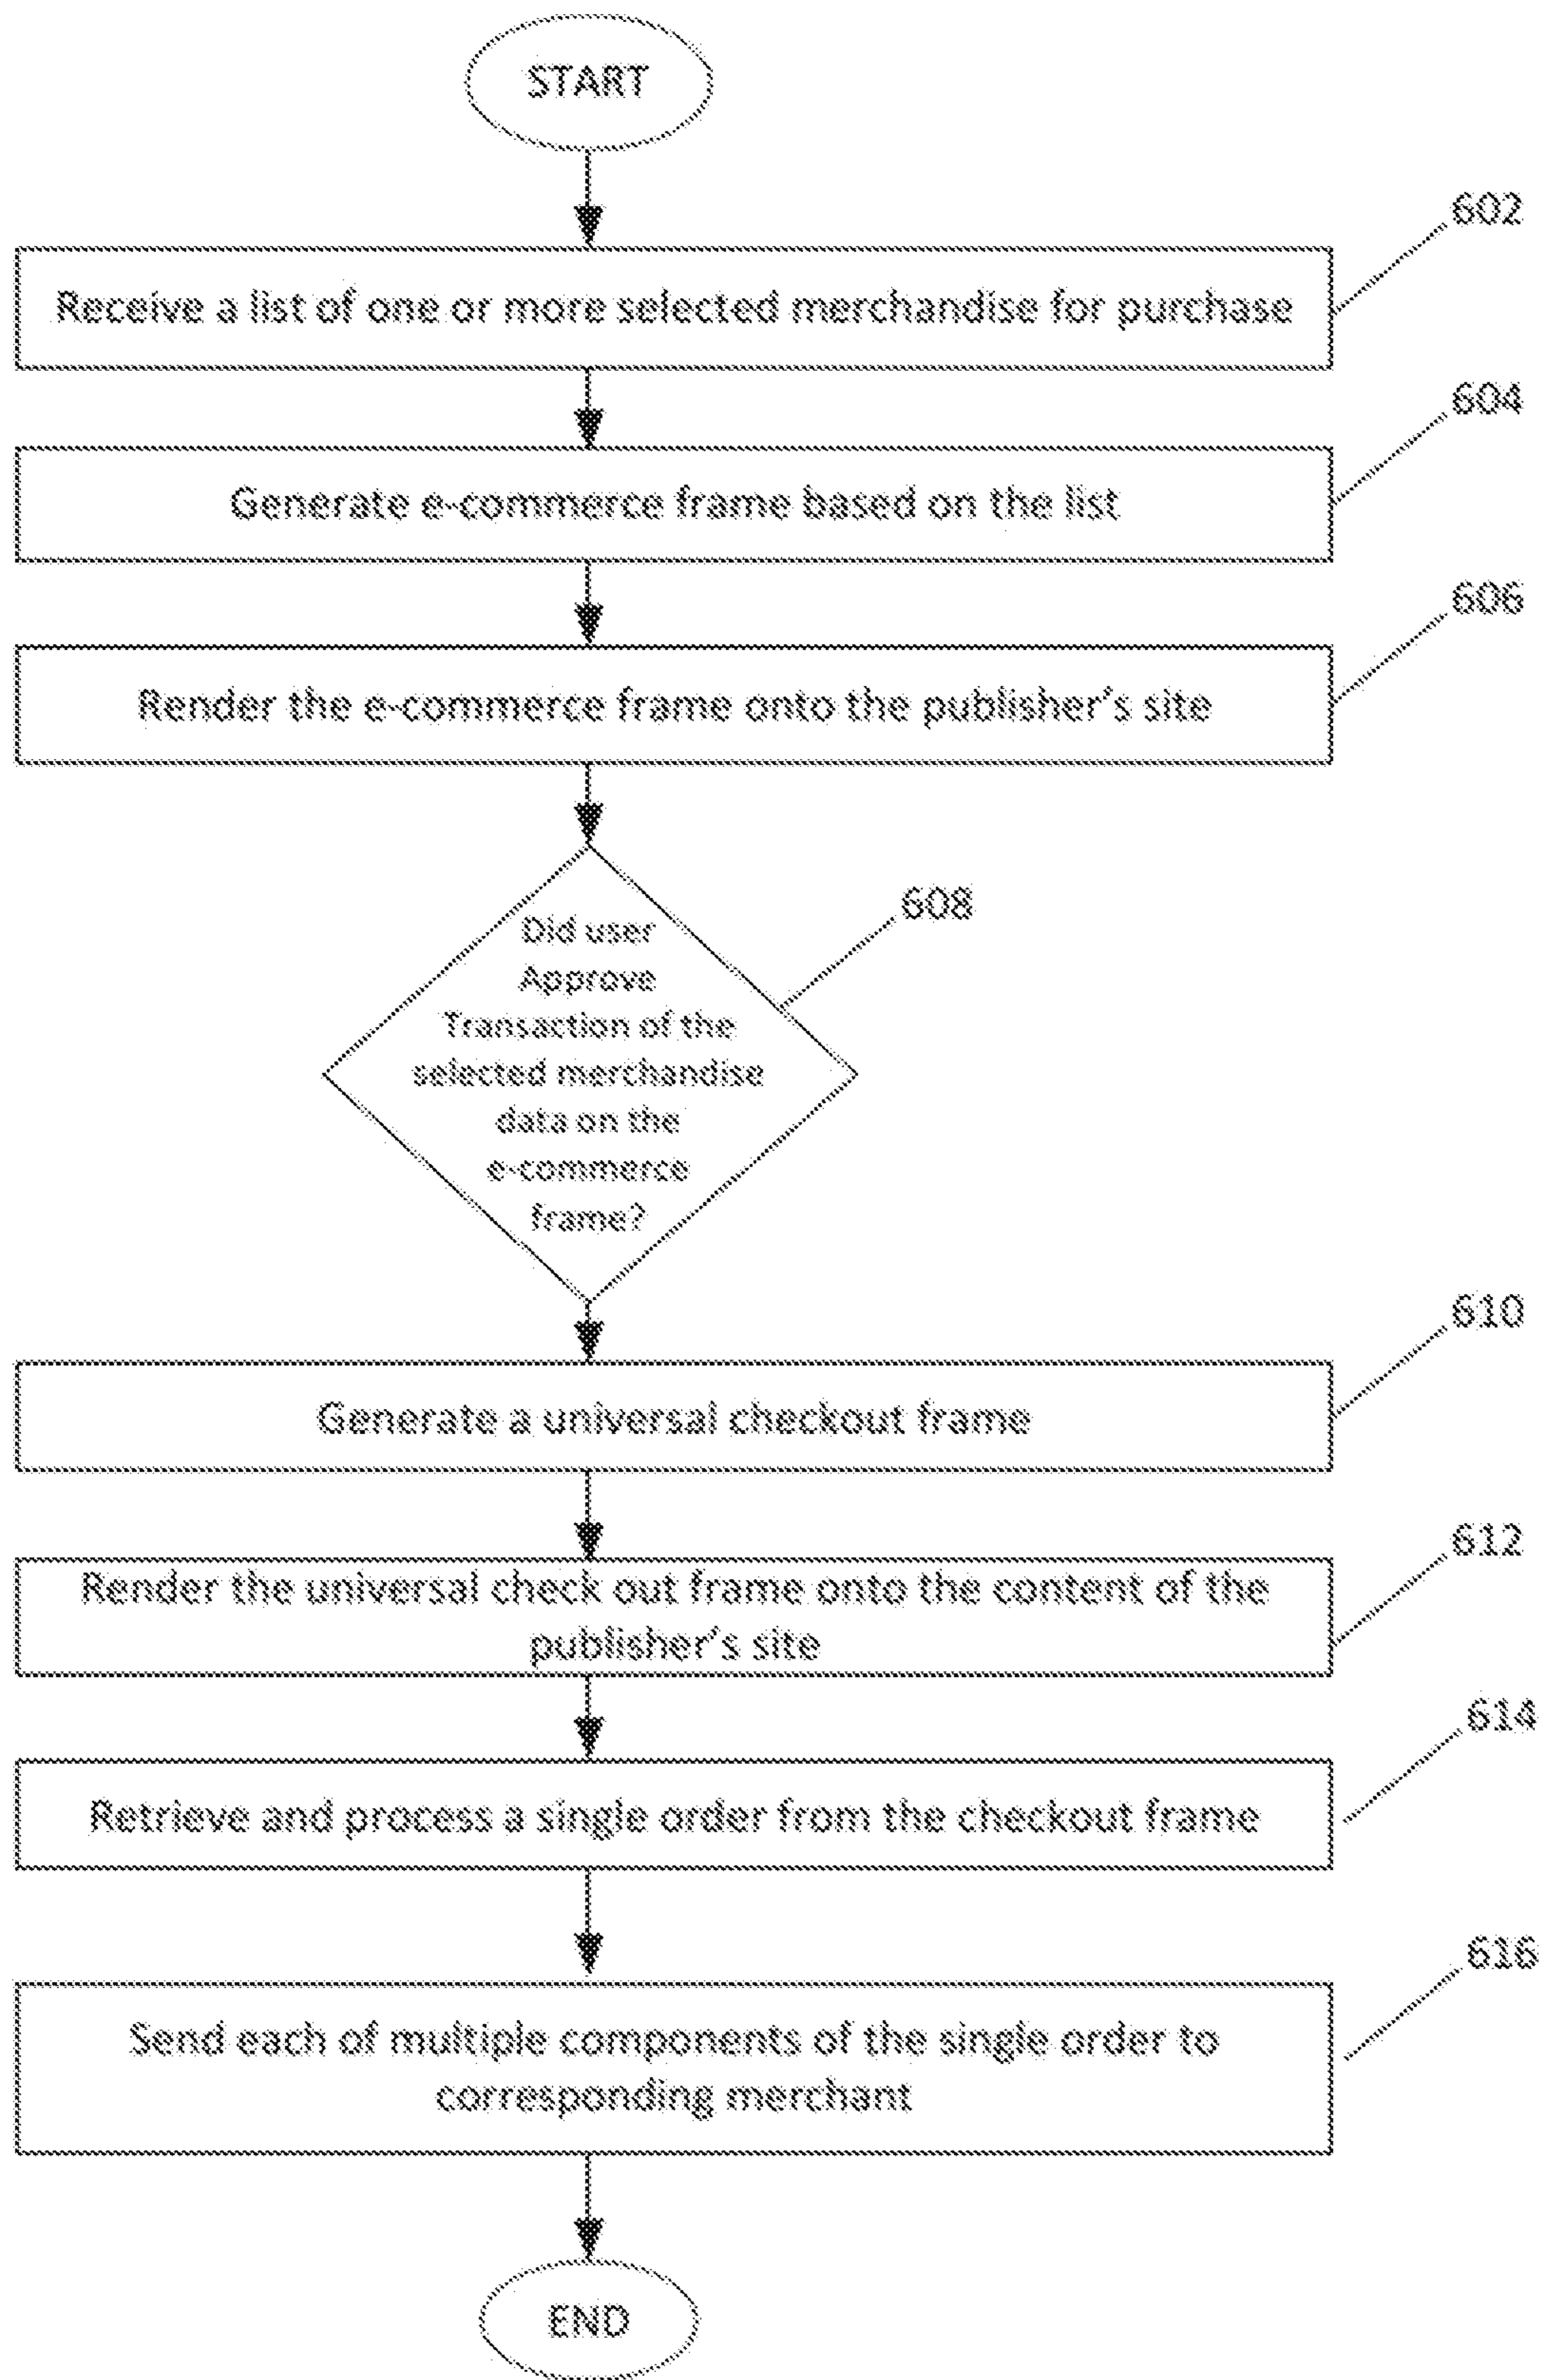 START
602
Receive a list of one or more selected merchandise for purchase
604
Generate e-commerce frame based on the list
606
Render the e-commerce frame onto the publisher's site
608
Did user
Approve
Transaction of the
selected merchandise
data on the
e-commerce
frame?
610
Generate a universal checkout frame
612
Render the universal check out frame onto the content of the
publisher's site
614
Retrieve and process a single order from the checkout frame
616
Send each of multiple components of the single order to
corresponding merchant
END